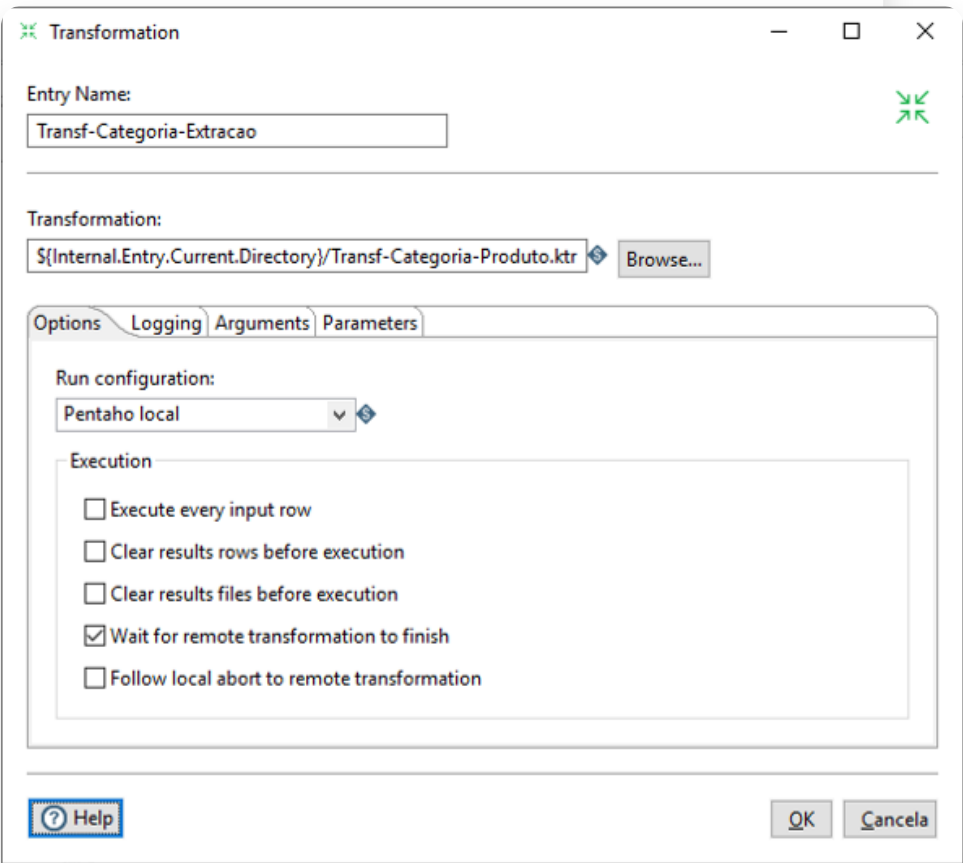 Transformation
Entry Name:
Transf-Categoria-Extracao
Transformation:
${Internal.Entry.Current.Directory}/Transf-Categoria-Produto.ktr
Browse...
Options Logging Arguments Parameters
Run configuration:
Pentaho local
Execution
Execute every input row
Clear results rows before execution
Clear results files before execution
Wait for remote transformation to finish
Follow local abort to remote transformation
Help OK Cancela